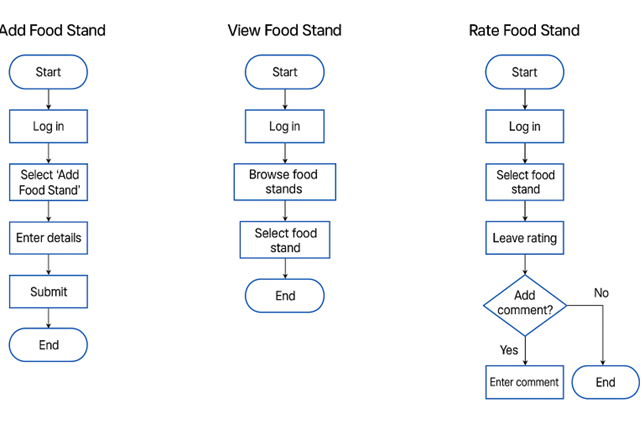 Add Food Stand
Start
Log in
Select ‘Add
Food Stand’
Enter details
Submit
End
View Food Stand
Start
Log in
Browse food
stands
Select food
stand
End
Rate Food Stand
Start
Log in
Select food
stand
Leave rating
Add
comment?
No
Yes
Enter comment
End